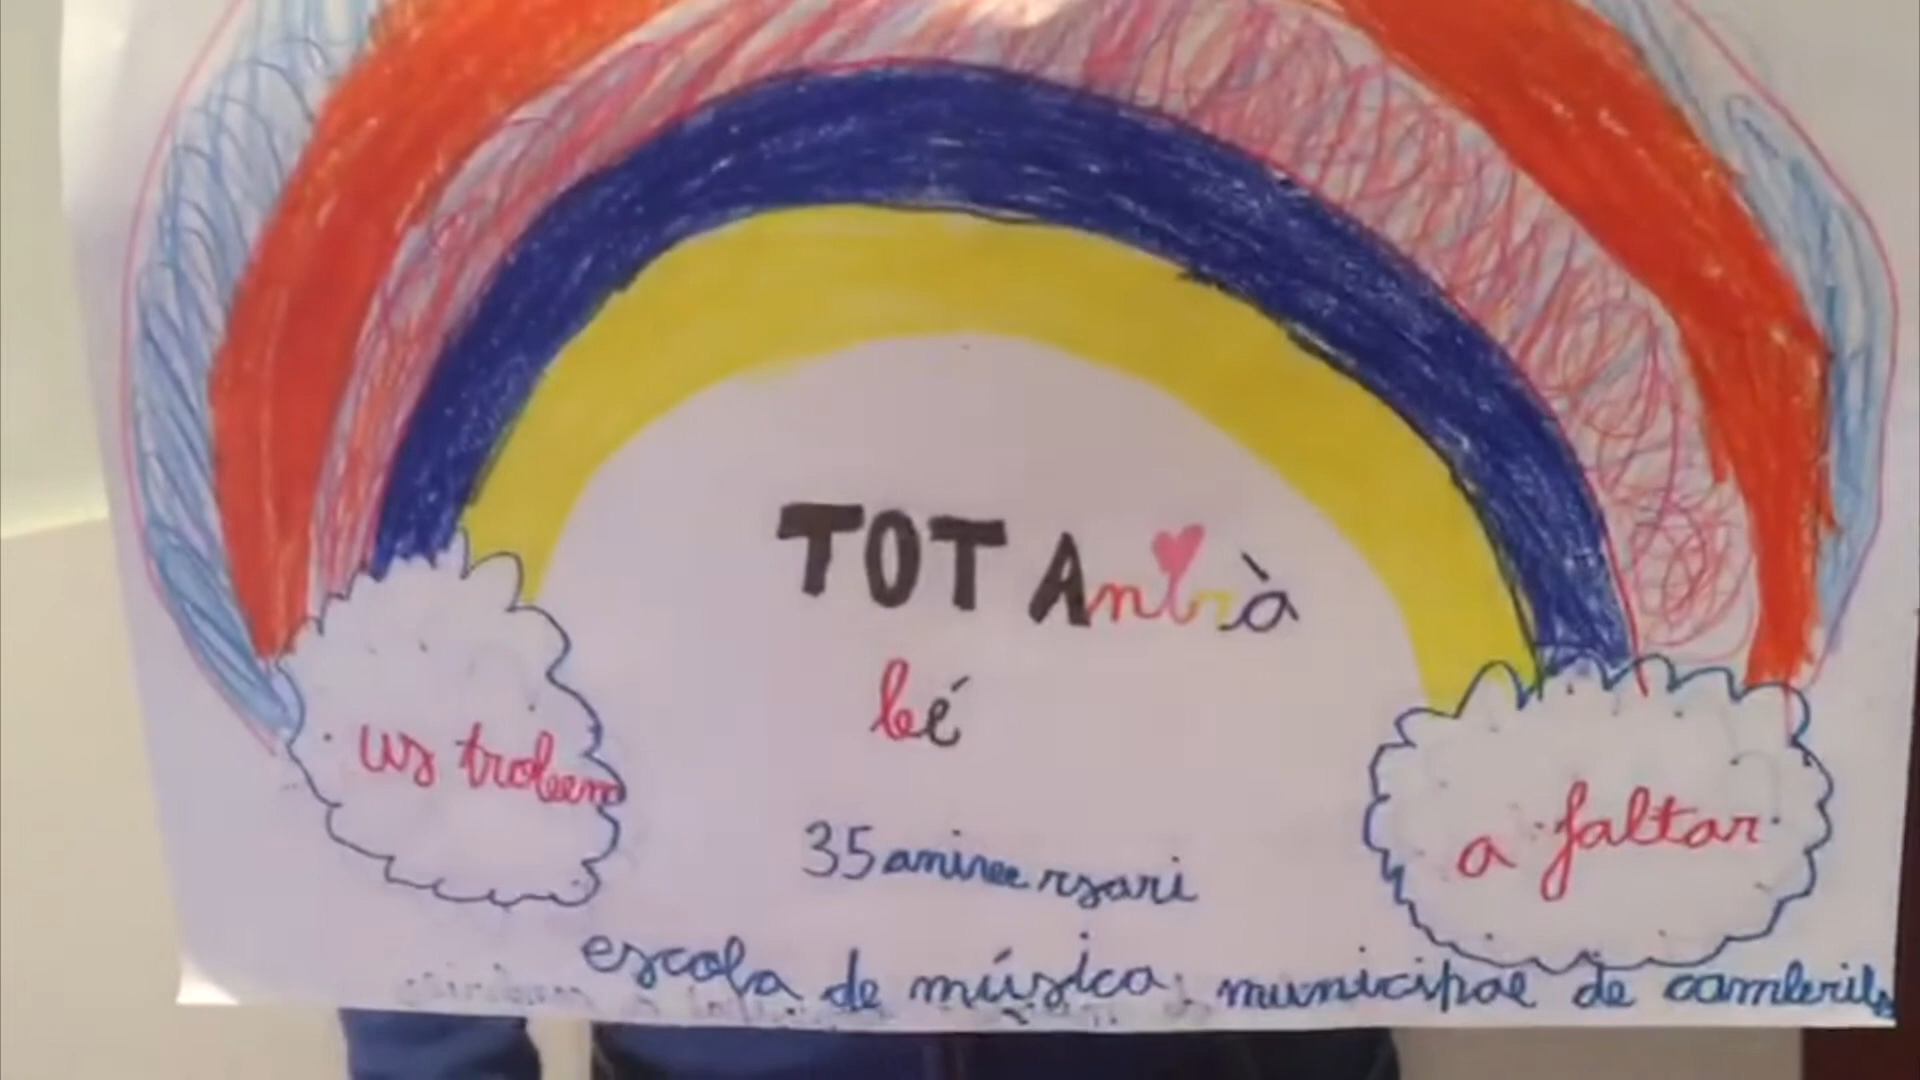 TOT Anirà
bé
us trobem
a faltar
35 aniversari
escola de música municipal de cambrils